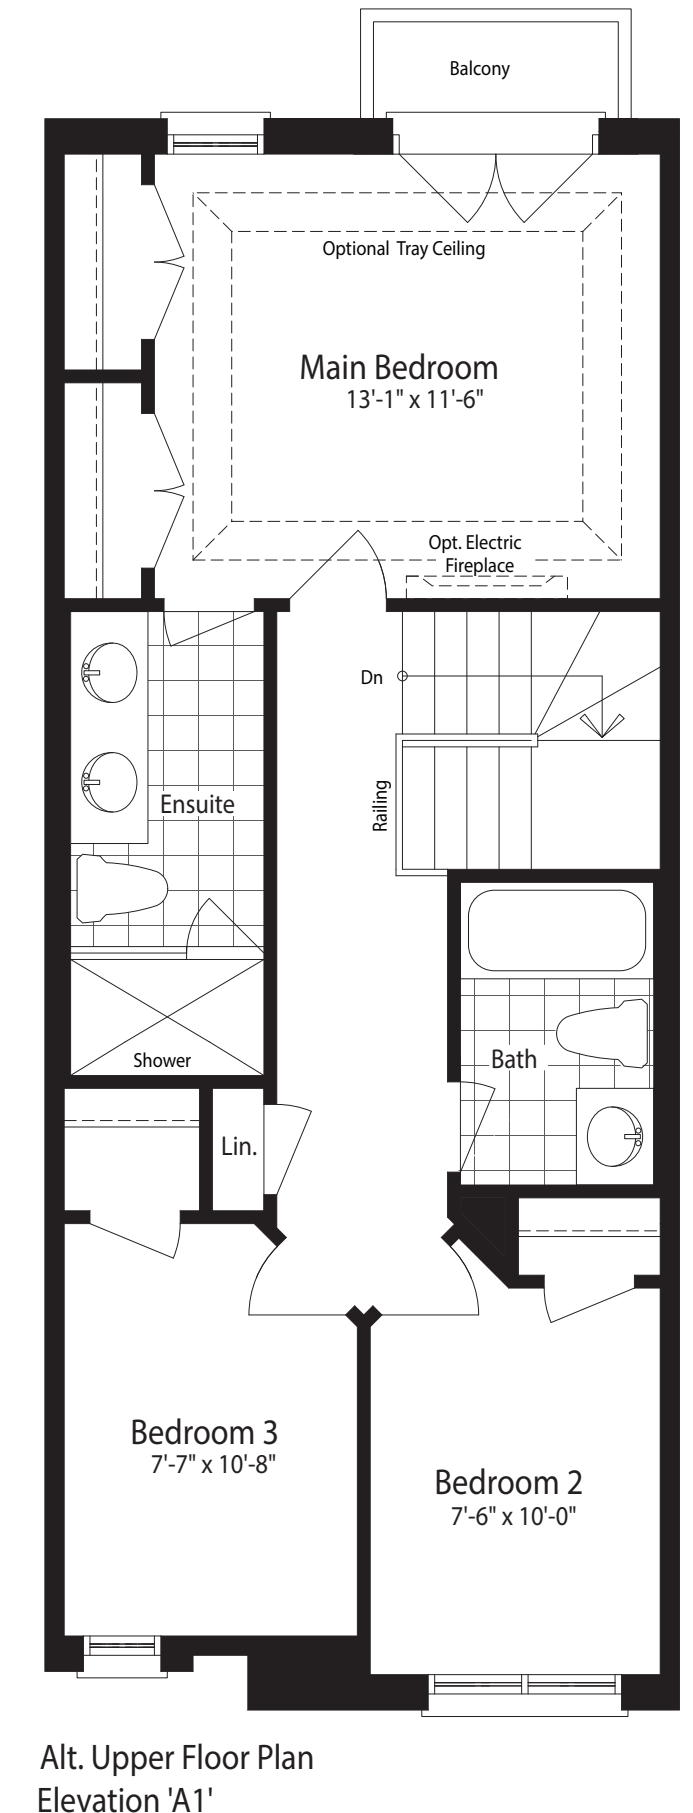 Balcony
Optional Tray Ceiling
Main Bedroom
13'-1" x 11'-6"
Opt. Electric
Fireplace
Dn
Railing
Ensuite
Shower
Bath
Lin.
Bedroom 3
7'-7" x 10'-8"
Bedroom 2
7'-6" x 10'-0"
Alt. Upper Floor Plan
Elevation 'A1'